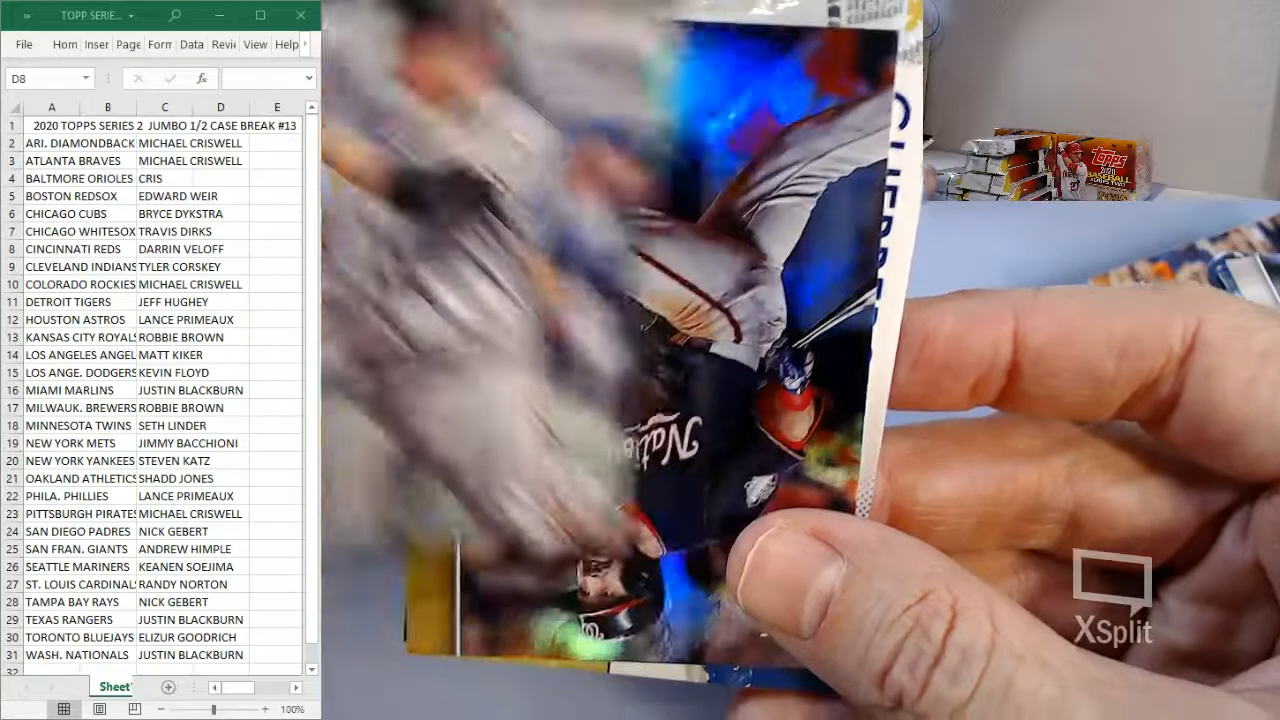 TOPP SERIE...
File Hom Inser Page Form Data Revi View Help
D8 fx
A B C D E
1 2020 TOPPS SERIES 2 JUMBO 1/2 CASE BREAK #13
2 ARI. DIAMONDBACK MICHAEL CRISWELL
3 ATLANTA BRAVES MICHAEL CRISWELL
4 BALTMORE ORIOLES CRIS
5 BOSTON REDSOX EDWARD WEIR
6 CHICAGO CUBS BRYCE DYKSTRA
7 CHICAGO WHITESOX TRAVIS DIRKS
8 CINCINNATI REDS DARRIN VELOFF
9 CLEVELAND INDIANS TYLER CORSKEY
10 COLORADO ROCKIES MICHAEL CRISWELL
11 DETROIT TIGERS JEFF HUGHEY
12 HOUSTON ASTROS LANCE PRIMEAUX
13 KANSAS CITY ROYALS ROBBIE BROWN
14 LOS ANGELES ANGEL MATT KIKER
15 LOS ANGE. DODGERS KEVIN FLOYD
16 MIAMI MARLINS JUSTIN BLACKBURN
17 MILWAUK. BREWERS ROBBIE BROWN
18 MINNESOTA TWINS SETH LINDER
19 NEW YORK METS JIMMY BACCHIONI
20 NEW YORK YANKEES STEVEN KATZ
21 OAKLAND ATHLETICS SHADD JONES
22 PHILA. PHILLIES LANCE PRIMEAUX
23 PITTSBURGH PIRATES MICHAEL CRISWELL
24 SAN DIEGO PADRES NICK GEBERT
25 SAN FRAN. GIANTS ANDREW HIMPLE
26 SEATTLE MARINERS KEANEN SOEJIMA
27 ST. LOUIS CARDINALS RANDY NORTON
28 TAMPA BAY RAYS NICK GEBERT
29 TEXAS RANGERS JUSTIN BLACKBURN
30 TORONTO BLUEJAYS ELIZUR GOODRICH
31 WASH. NATIONALS JUSTIN BLACKBURN
32
Sheet1
100%
TOPPS
2020
BASEBALL
Natio
XSplit